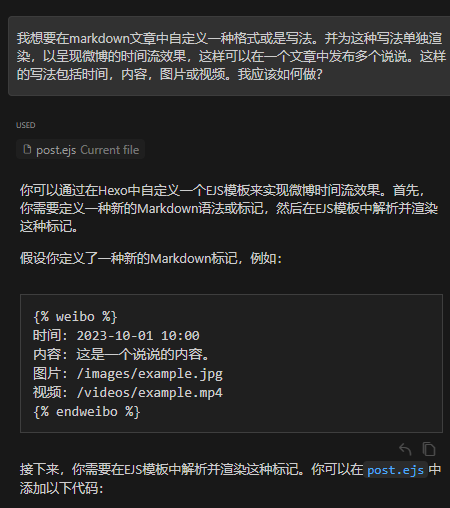 我想要在markdown文章中自定义一种格式或是写法。并为这种写法单独渲
染，以呈现微博的时间流效果，这样可以在一个文章中发布多个说说。这样
的写法包括时间，内容，图片或视频。我应该如何做？
USED
post.ejs Current file
你可以通过在Hexo中自定义一个EJS模板来实现微博时间流效果。首先，
你需要定义一种新的Markdown语法或标记，然后在EJS模板中解析并渲染
这种标记。
假设你定义了一种新的Markdown标记，例如：
{% weibo %}
时间: 2023-10-01 10:00
内容: 这是一个说说的内容。
图片: /images/example.jpg
视频: /videos/example.mp4
{% endweibo %}
接下来，你需要在EJS模板中解析并渲染这种标记。你可以在 post.ejs 中
添加以下代码：